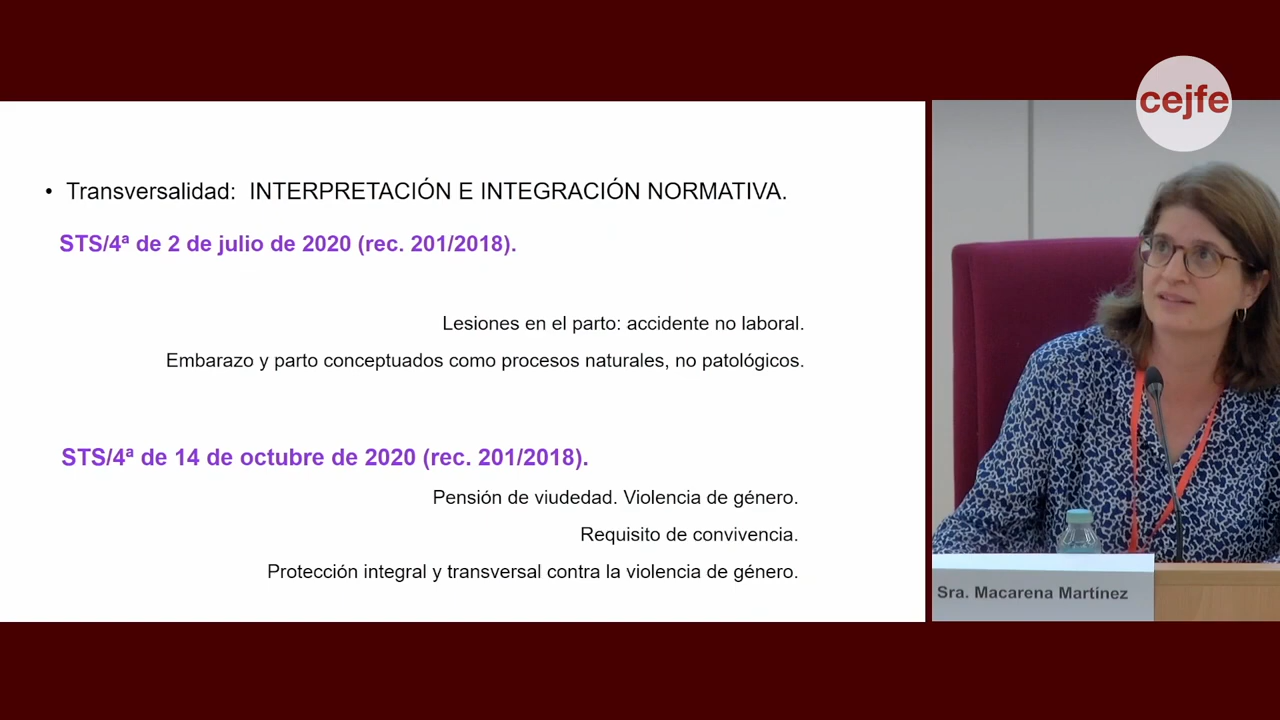 cejfe
• Transversalidad: INTERPRETACIÓN E INTEGRACIÓN NORMATIVA.
STS/4ª de 2 de julio de 2020 (rec. 201/2018).
Lesiones en el parto: accidente no laboral.
Embarazo y parto conceptuados como procesos naturales, no patológicos.
STS/4ª de 14 de octubre de 2020 (rec. 201/2018).
Pensión de viudedad. Violencia de género.
Requisito de convivencia.
Protección integral y transversal contra la violencia de género.
Sra. Macarena Martínez